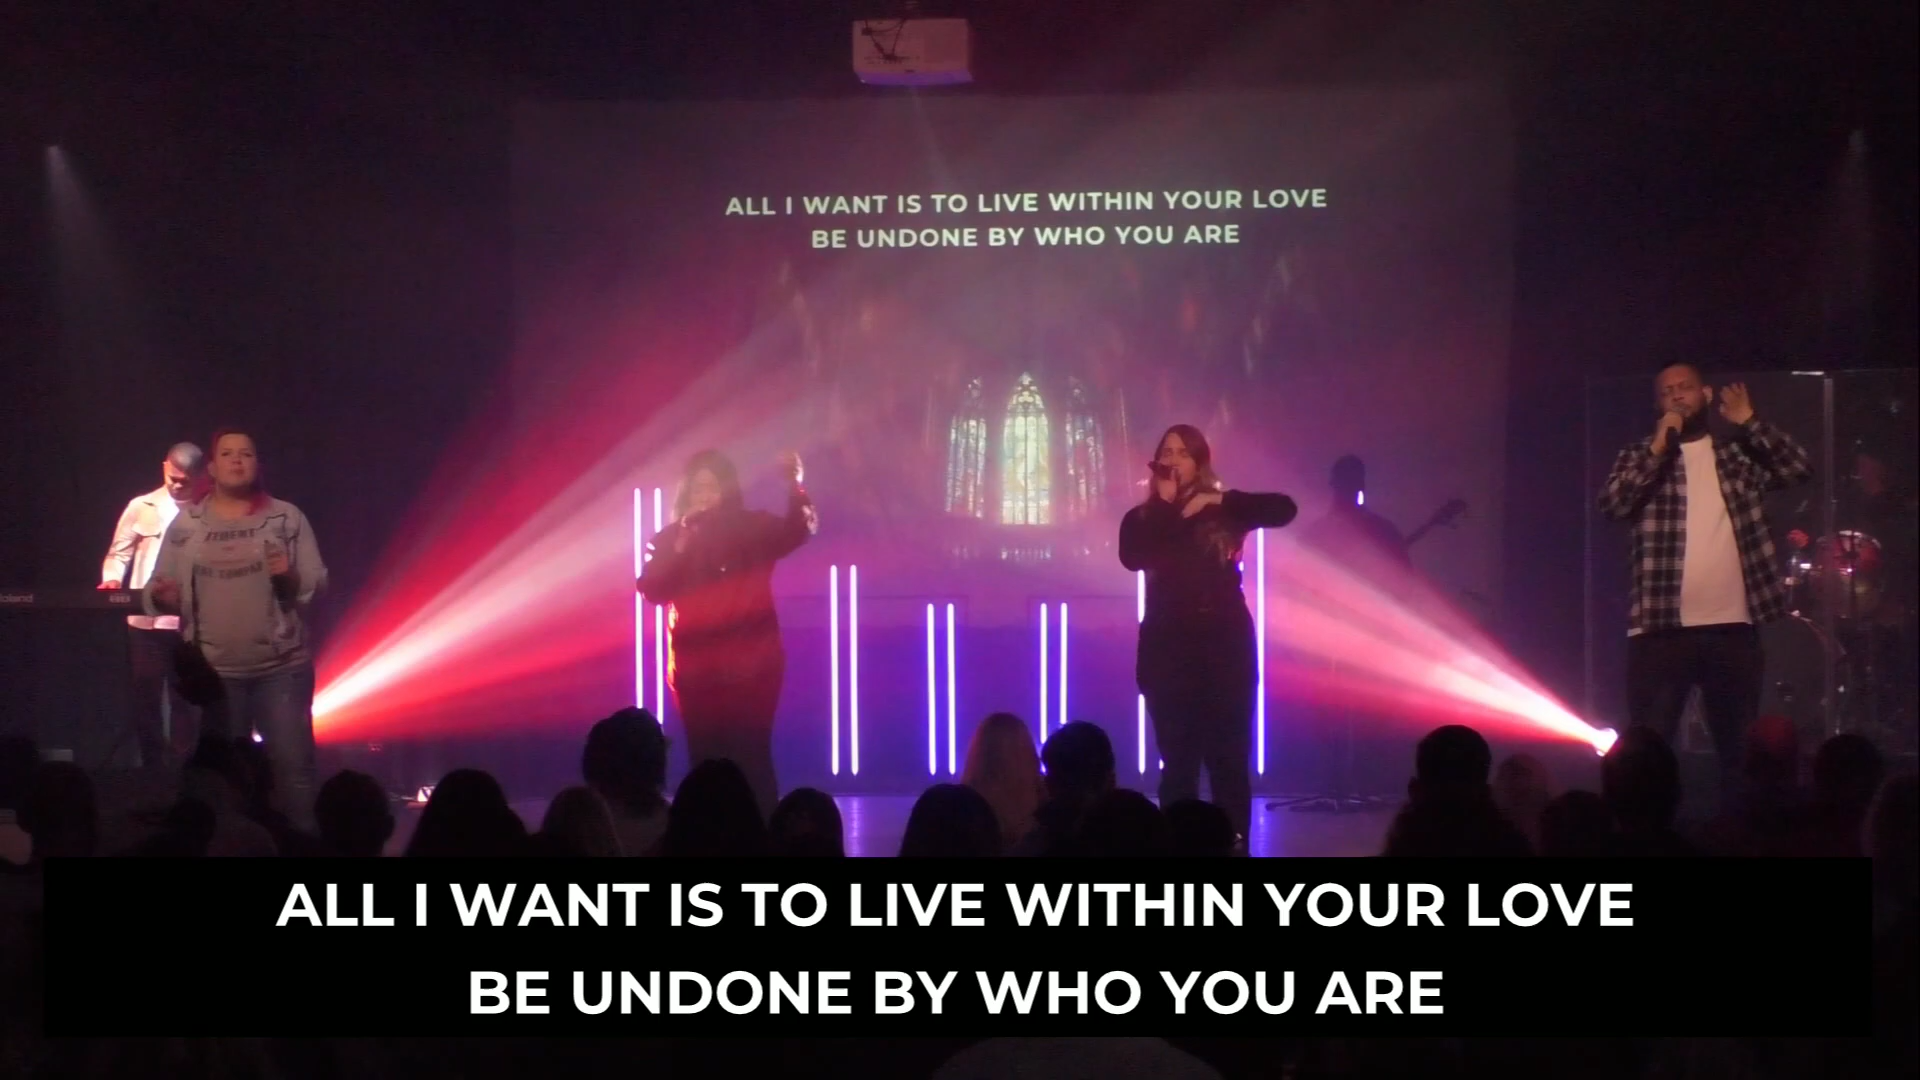 ALL I WANT IS TO LIVE WITHIN YOUR LOVE
BE UNDONE BY WHO YOU ARE
Roland
ALL I WANT IS TO LIVE WITHIN YOUR LOVE
BE UNDONE BY WHO YOU ARE